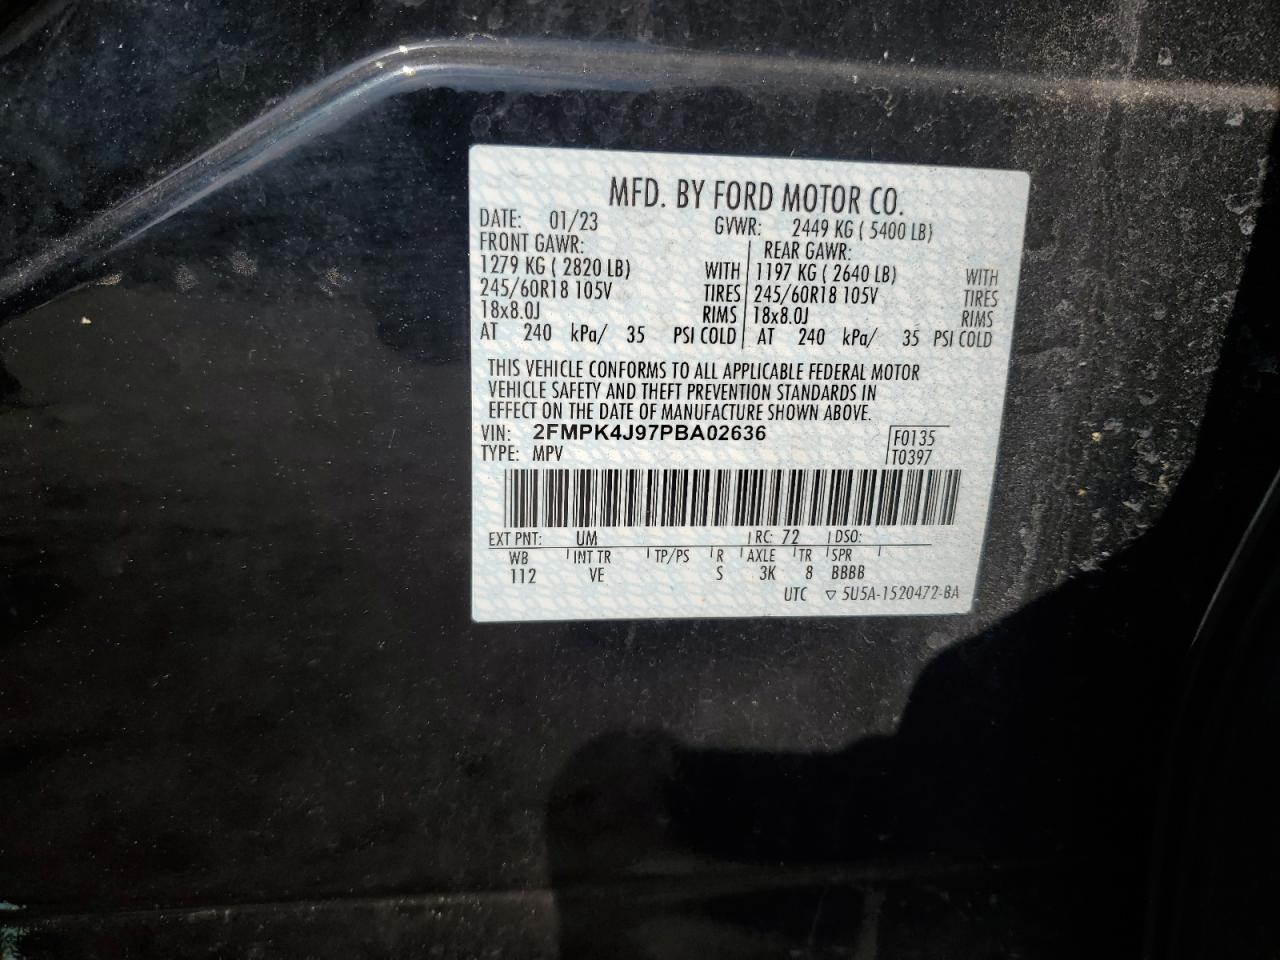 MFD. BY FORD MOTOR CO.
DATE: 01/23 GVWR: 2449 KG ( 5400 LB)
FRONT GAWR: REAR GAWR:
1279 KG ( 2820 LB) WITH 1197 KG ( 2640 LB) WITH
245/60R18 105V TIRES 245/60R18 105V TIRES
18x8.0J RIMS 18x8.0J RIMS
AT 240 kPa/ 35 PSI COLD AT 240 kPa/ 35 PSI COLD
THIS VEHICLE CONFORMS TO ALL APPLICABLE FEDERAL MOTOR
VEHICLE SAFETY AND THEFT PREVENTION STANDARDS IN
EFFECT ON THE DATE OF MANUFACTURE SHOWN ABOVE.
VIN: 2FMPK4J97PBA02636 F0135
TYPE: MPV T0397
EXT PNT: UM RC: 72 DSO:
WB INT TR TP/PS R AXLE TR SPR
112 VE S 3K 8 BBBB
UTC ▽ 5U5A-1520472-BA